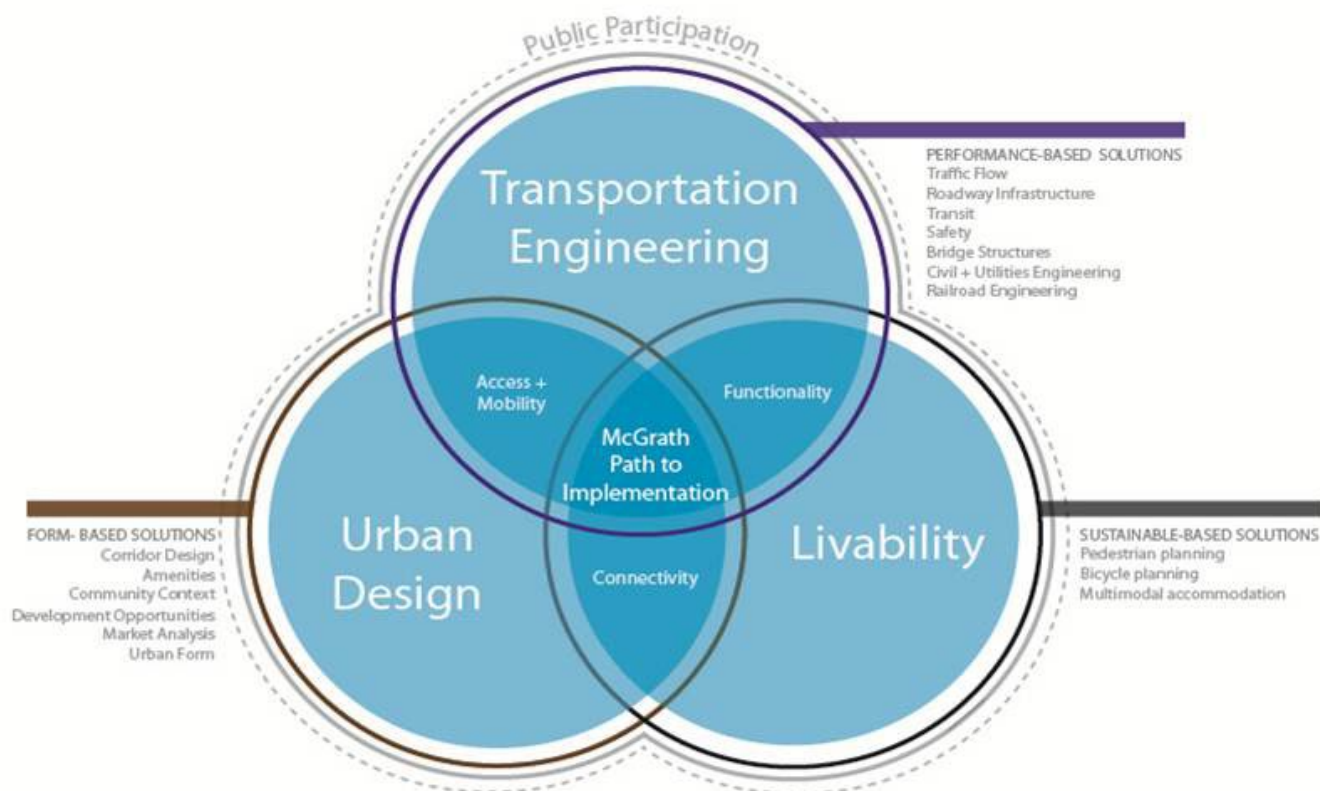 Public Participation
Transportation
Engineering
PERFORMANCE-BASED SOLUTIONS
Traffic Flow
Roadway Infrastructure
Transit
Safety
Bridge Structures
Civil + Utilities Engineering
Railroad Engineering
Access +
Mobility
Functionality
McGrath
Path to
Implementation
FORM- BASED SOLUTIONS
Corridor Design
Amenities
Community Context
Development Opportunities
Market Analysis
Urban Form
Urban
Design
Connectivity
Livability
SUSTAINABLE-BASED SOLUTIONS
Pedestrian planning
Bicycle planning
Multimodal accommodation